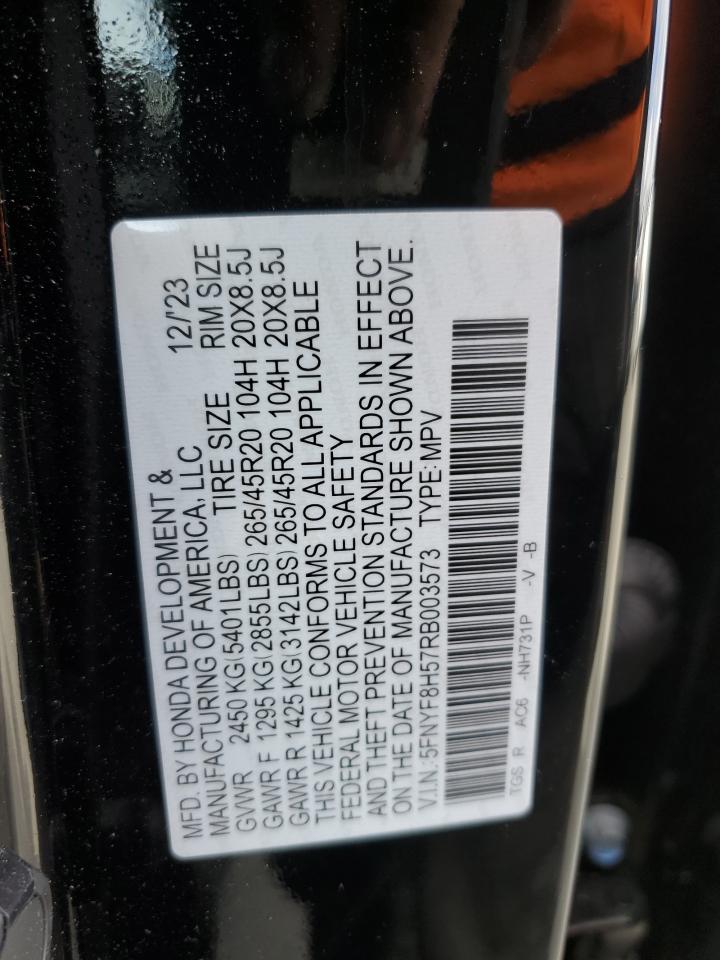 MFD. BY HONDA DEVELOPMENT & 12/'23
MANUFACTURING OF AMERICA, LLC
GVWR 2450 KG(5401LBS) TIRE SIZE RIM SIZE
GAWR F 1295 KG(2855LBS)265/45R20 104H 20X8.5J
GAWR R 1425 KG(3142LBS)265/45R20 104H 20X8.5J
THIS VEHICLE CONFORMS TO ALL APPLICABLE
FEDERAL MOTOR VEHICLE SAFETY
AND THEFT PREVENTION STANDARDS IN EFFECT
ON THE DATE OF MANUFACTURE SHOWN ABOVE.
V.I.N.:5FNYF8H57RB003573 TYPE:MPV
TGS R AC6 -NH731P -V -B